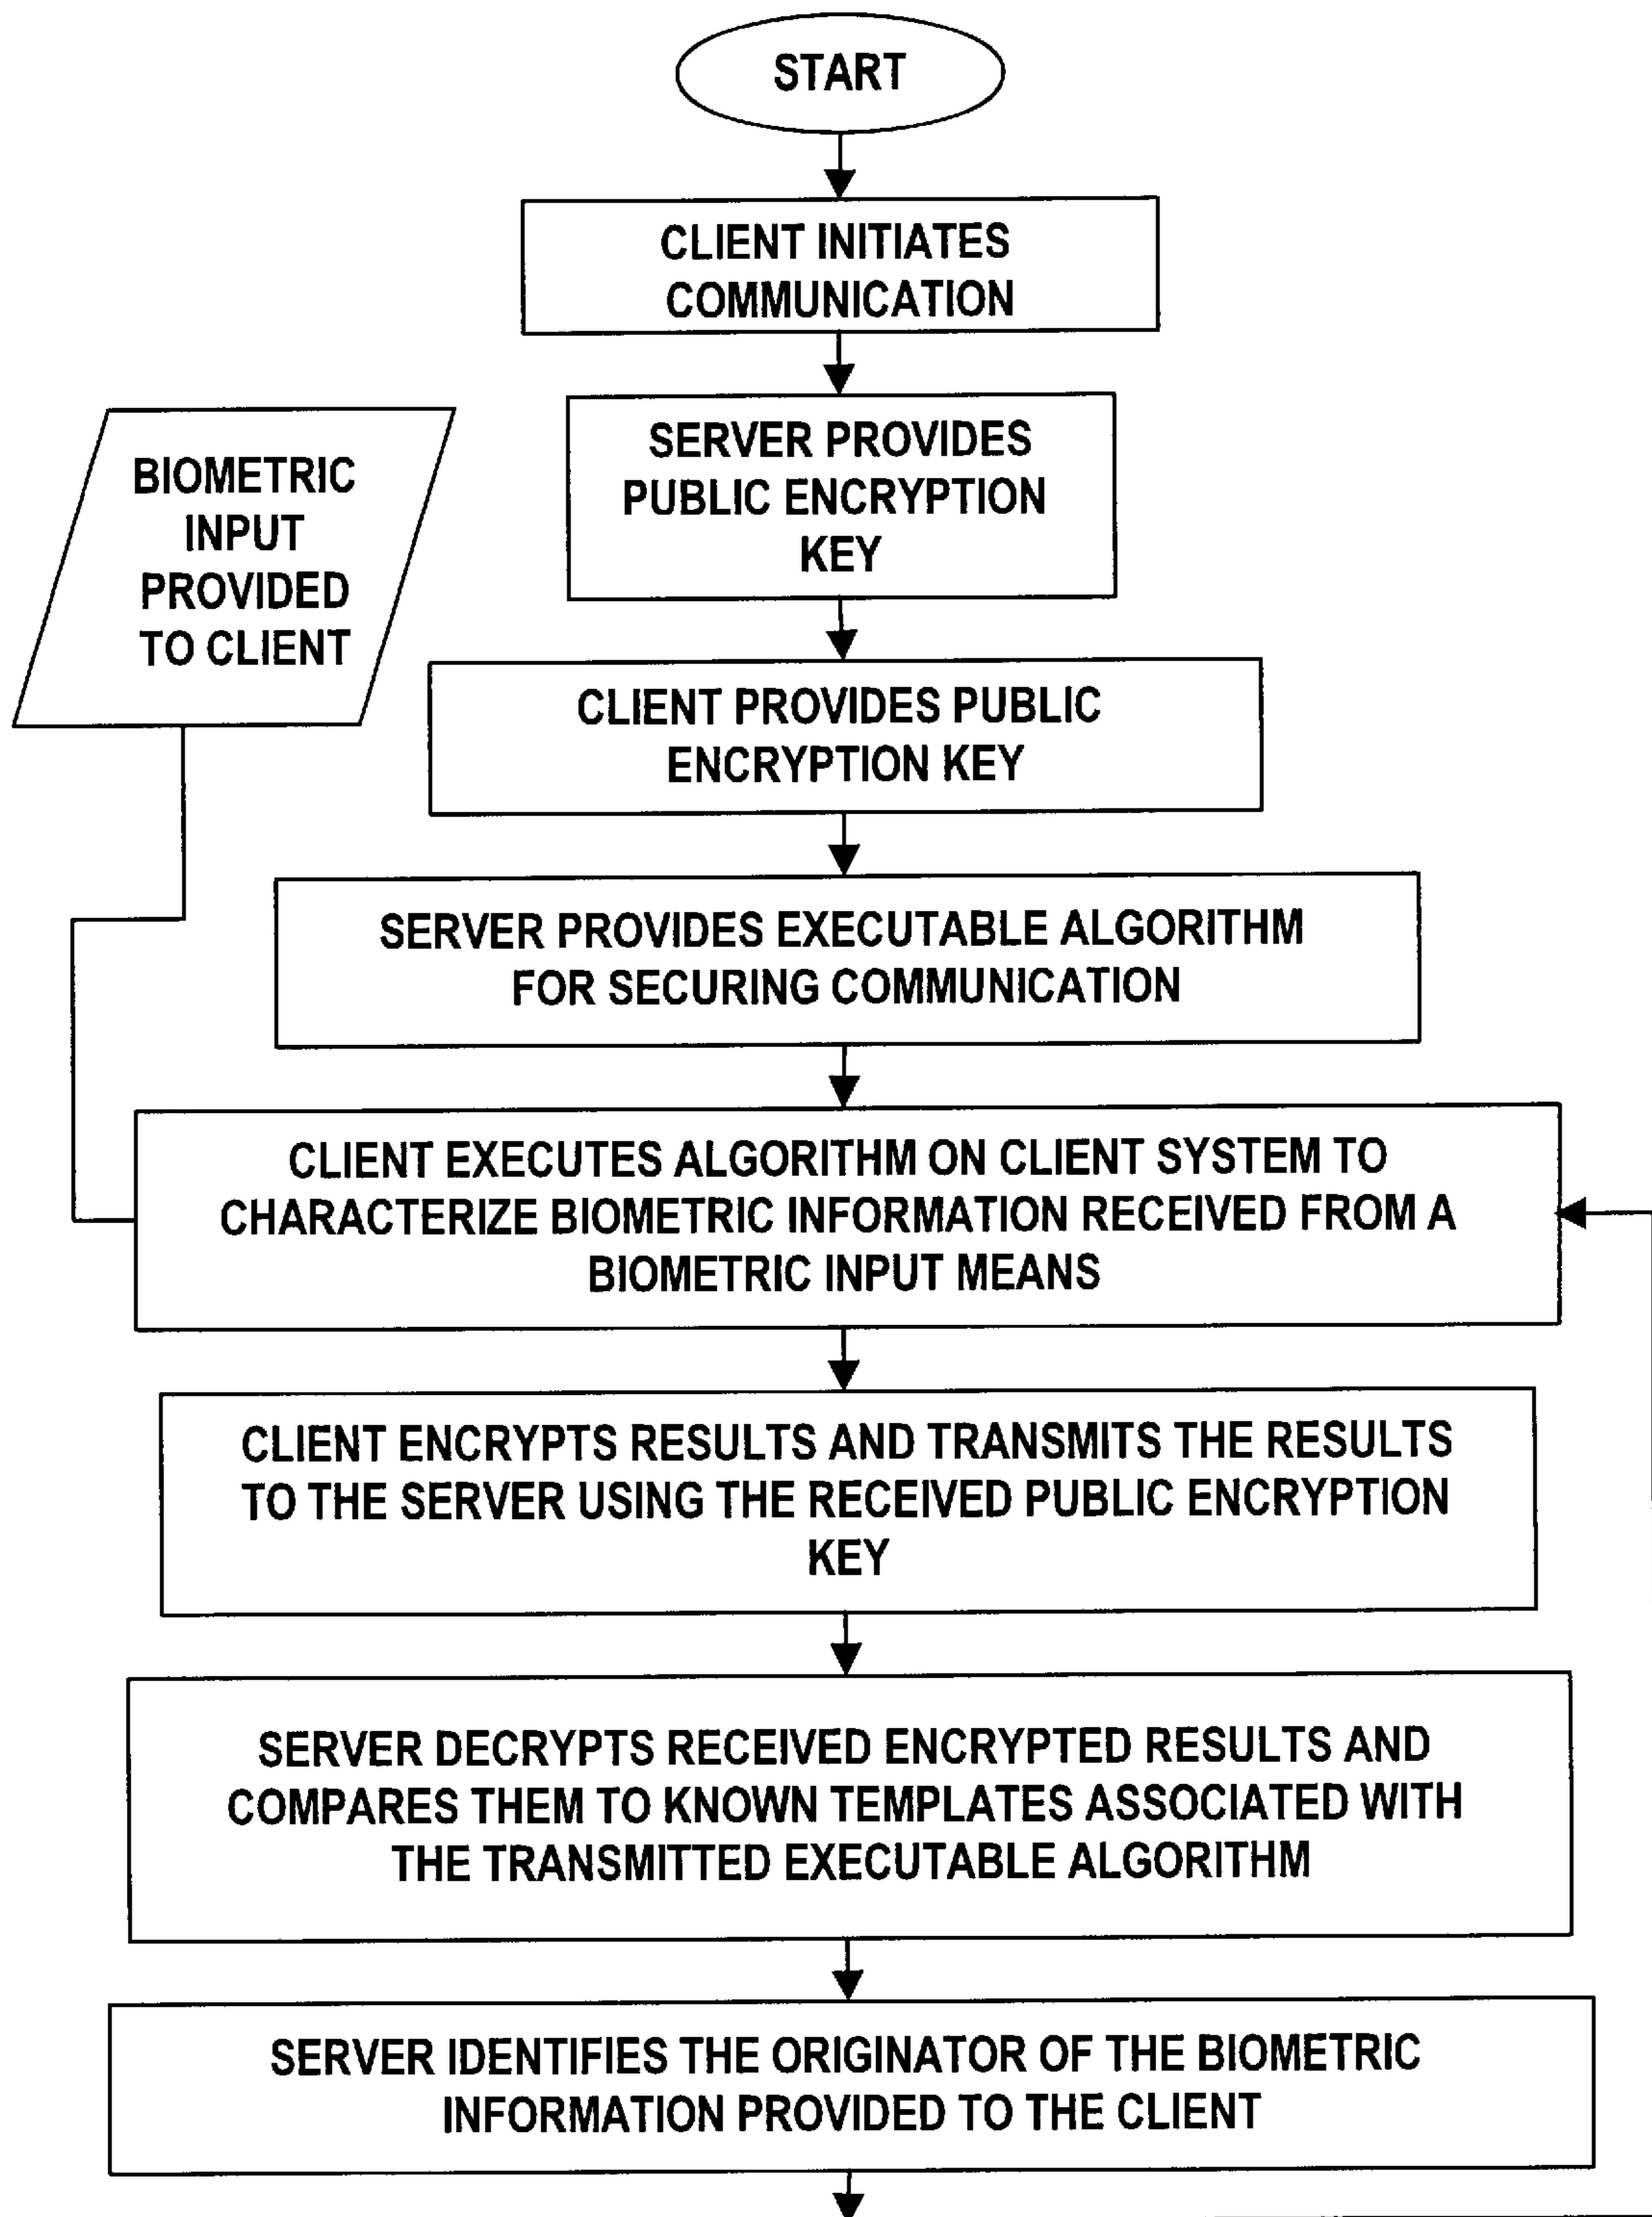 START
CLIENT INITIATES
COMMUNICATION
SERVER PROVIDES
PUBLIC ENCRYPTION
KEY
BIOMETRIC
INPUT
PROVIDED
TO CLIENT
CLIENT PROVIDES PUBLIC
ENCRYPTION KEY
SERVER PROVIDES EXECUTABLE ALGORITHM
FOR SECURING COMMUNICATION
CLIENT EXECUTES ALGORITHM ON CLIENT SYSTEM TO
CHARACTERIZE BIOMETRIC INFORMATION RECEIVED FROM A
BIOMETRIC INPUT MEANS
CLIENT ENCRYPTS RESULTS AND TRANSMITS THE RESULTS
TO THE SERVER USING THE RECEIVED PUBLIC ENCRYPTION
KEY
SERVER DECRYPTS RECEIVED ENCRYPTED RESULTS AND
COMPARES THEM TO KNOWN TEMPLATES ASSOCIATED WITH
THE TRANSMITTED EXECUTABLE ALGORITHM
SERVER IDENTIFIES THE ORIGINATOR OF THE BIOMETRIC
INFORMATION PROVIDED TO THE CLIENT